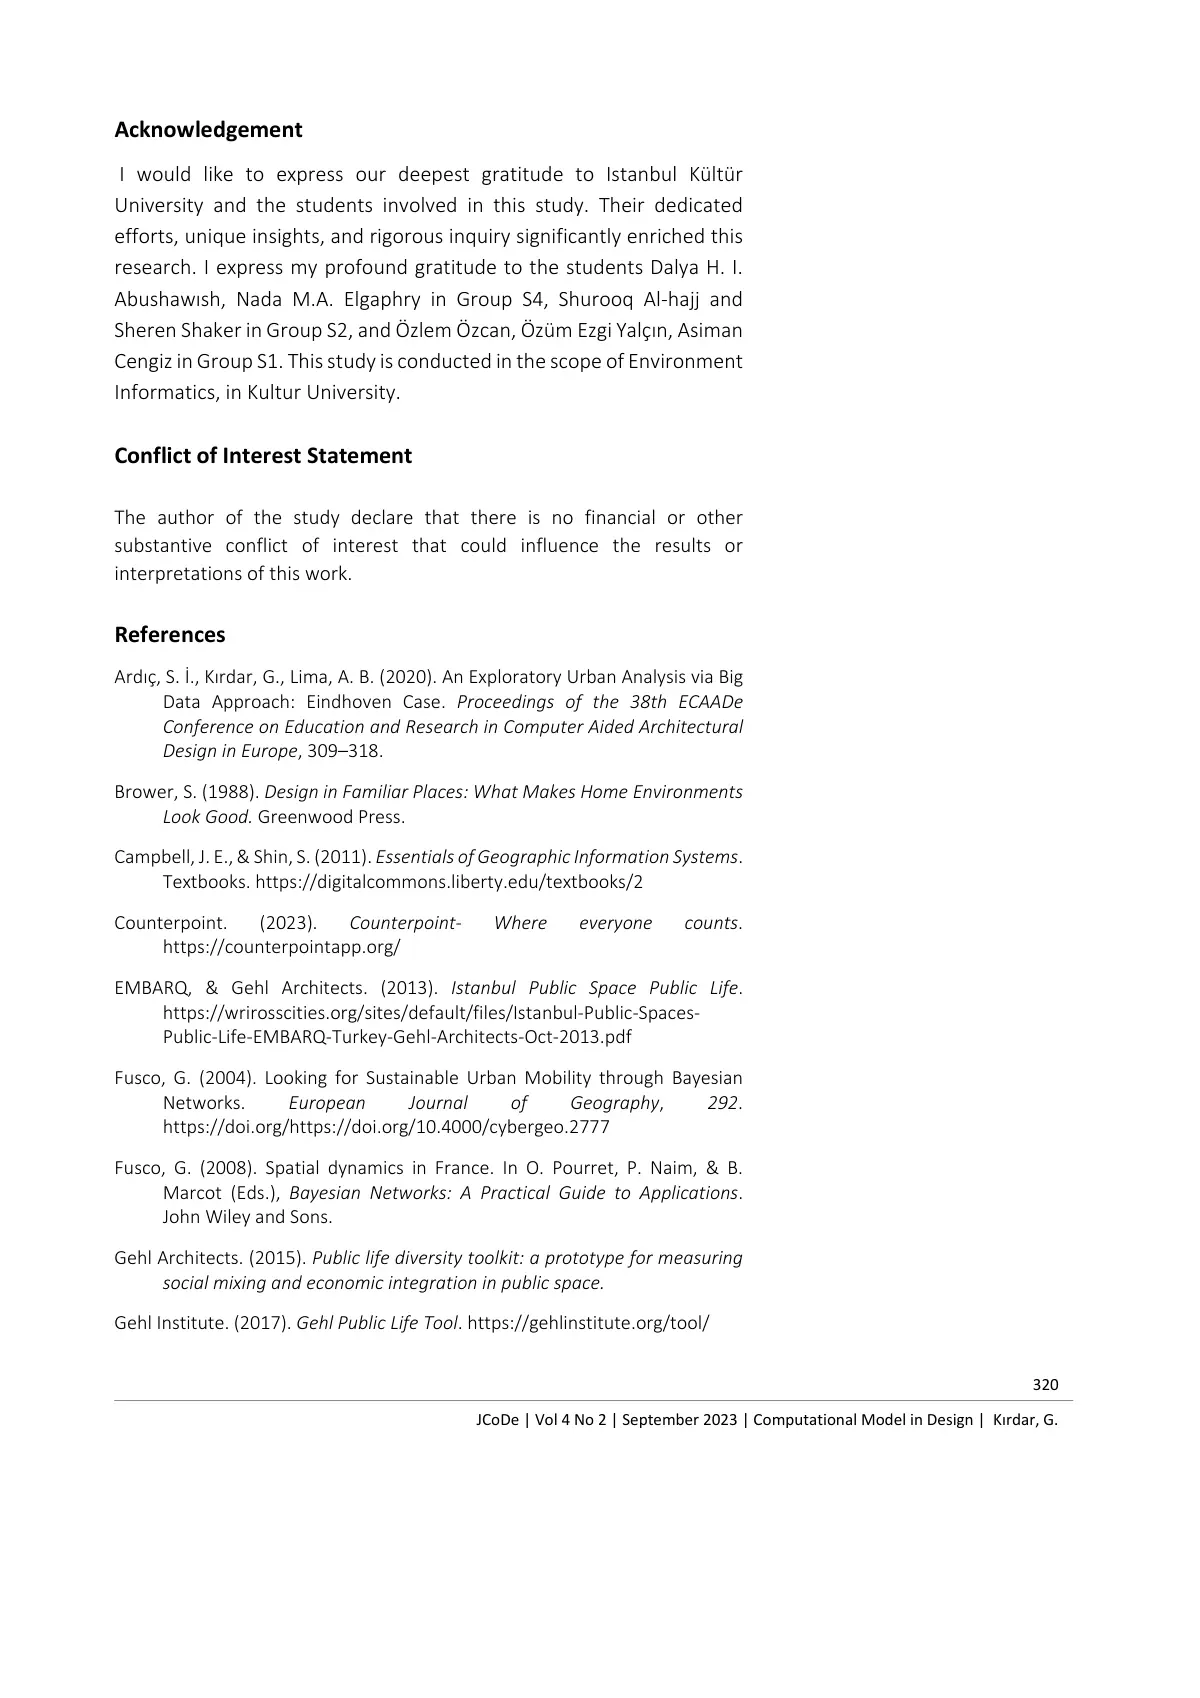 Acknowledgement
I would like to express our deepest gratitude to Istanbul Kültür
University and the students involved in this study. Their dedicated
efforts, unique insights, and rigorous inquiry significantly enriched this
research. I express my profound gratitude to the students Dalya H. I.
Abushawısh, Nada M.A. Elgaphry in Group S4, Shurooq Al-hajj and
Sheren Shaker in Group S2, and Özlem Özcan, Özüm Ezgi Yalçın, Asiman
Cengiz in Group S1. This study is conducted in the scope of Environment
Informatics, in Kultur University.
Conflict of Interest Statement
The author of the study declare that there is no financial or other
substantive conflict of interest that could influence the results or
interpretations of this work.
References
Ardıç, S. İ., Kırdar, G., Lima, A. B. (2020). An Exploratory Urban Analysis via Big
Data Approach: Eindhoven Case. Proceedings of the 38th ECAADe
Conference on Education and Research in Computer Aided Architectural
Design in Europe, 309–318.
Brower, S. (1988). Design in Familiar Places: What Makes Home Environments
Look Good. Greenwood Press.
Campbell, J. E., & Shin, S. (2011). Essentials of Geographic Information Systems.
Textbooks. https://digitalcommons.liberty.edu/textbooks/2
Counterpoint. (2023). Counterpoint- Where everyone counts.
https://counterpointapp.org/
EMBARQ, & Gehl Architects. (2013). Istanbul Public Space Public Life.
https://wrirosscities.org/sites/default/files/Istanbul-Public-Spaces-
Public-Life-EMBARQ-Turkey-Gehl-Architects-Oct-2013.pdf
Fusco, G. (2004). Looking for Sustainable Urban Mobility through Bayesian
Networks. European Journal of Geography, 292.
https://doi.org/https://doi.org/10.4000/cybergeo.2777
Fusco, G. (2008). Spatial dynamics in France. In O. Pourret, P. Naim, & B.
Marcot (Eds.), Bayesian Networks: A Practical Guide to Applications.
John Wiley and Sons.
Gehl Architects. (2015). Public life diversity toolkit: a prototype for measuring
social mixing and economic integration in public space.
Gehl Institute. (2017). Gehl Public Life Tool. https://gehlinstitute.org/tool/
320
JCoDe | Vol 4 No 2 | September 2023 | Computational Model in Design | Kırdar, G.